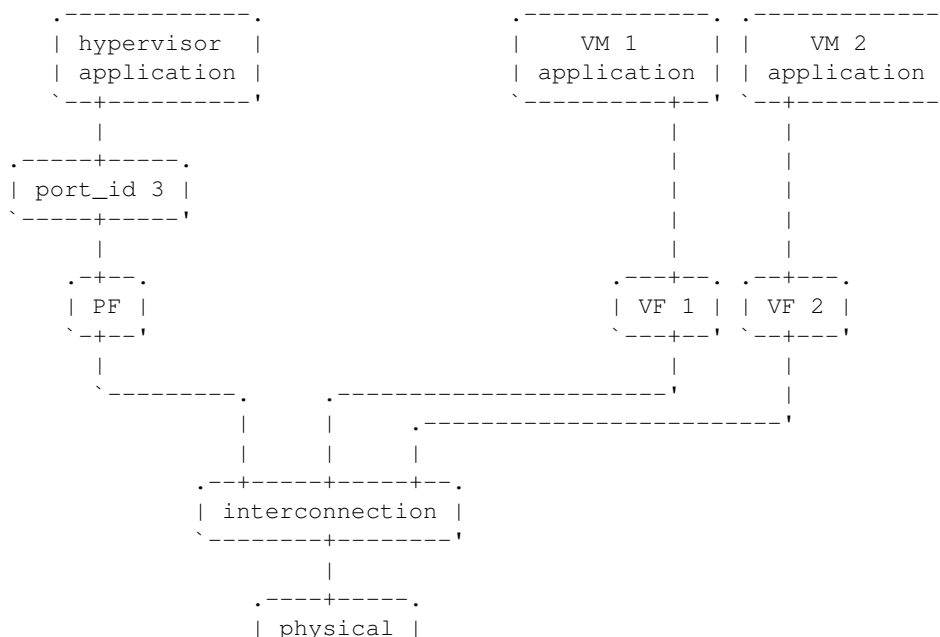 hypervisor VM 1 VM 2
application application application
port_id 3
PF VF 1 VF 2
interconnection
physical